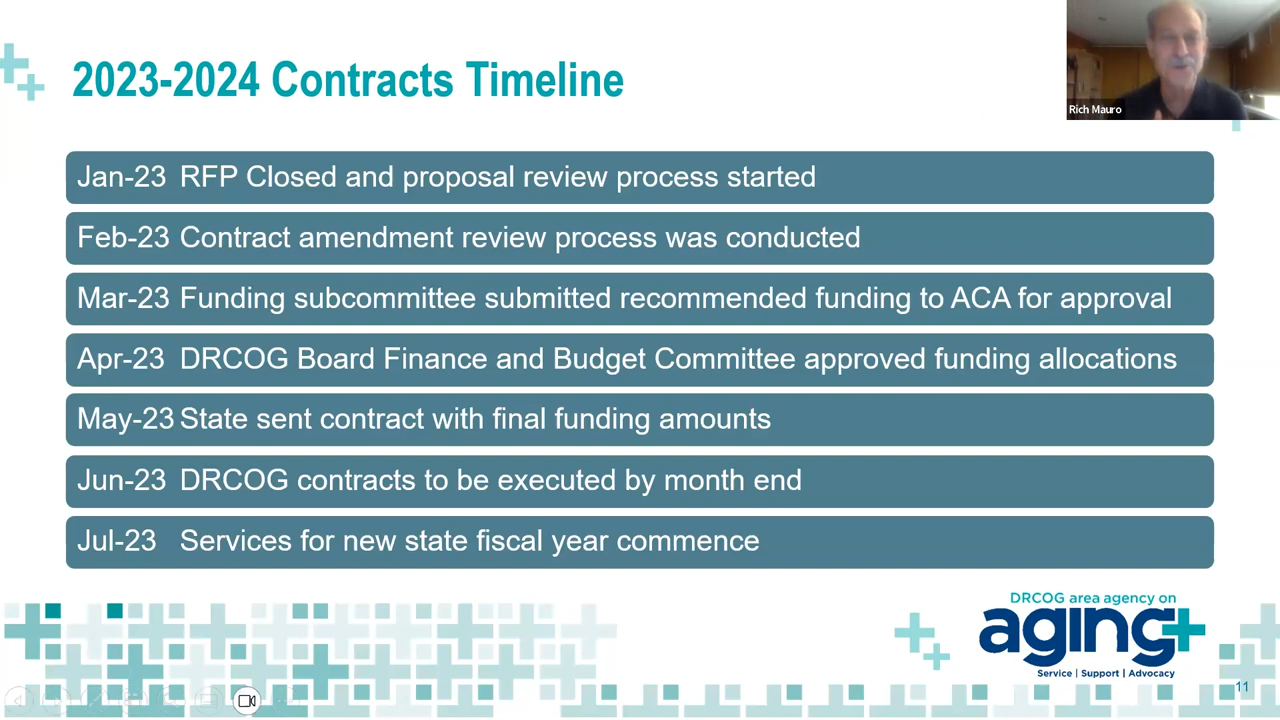 2023-2024 Contracts Timeline
Rich Mauro
Jan-23 RFP Closed and proposal review process started
Feb-23 Contract amendment review process was conducted
Mar-23 Funding subcommittee submitted recommended funding to ACA for approval
Apr-23 DRCOG Board Finance and Budget Committee approved funding allocations
May-23 State sent contract with final funding amounts
Jun-23 DRCOG contracts to be executed by month end
Jul-23 Services for new state fiscal year commence
DRCOG area agency on
aging+
Service | Support | Advocacy
11